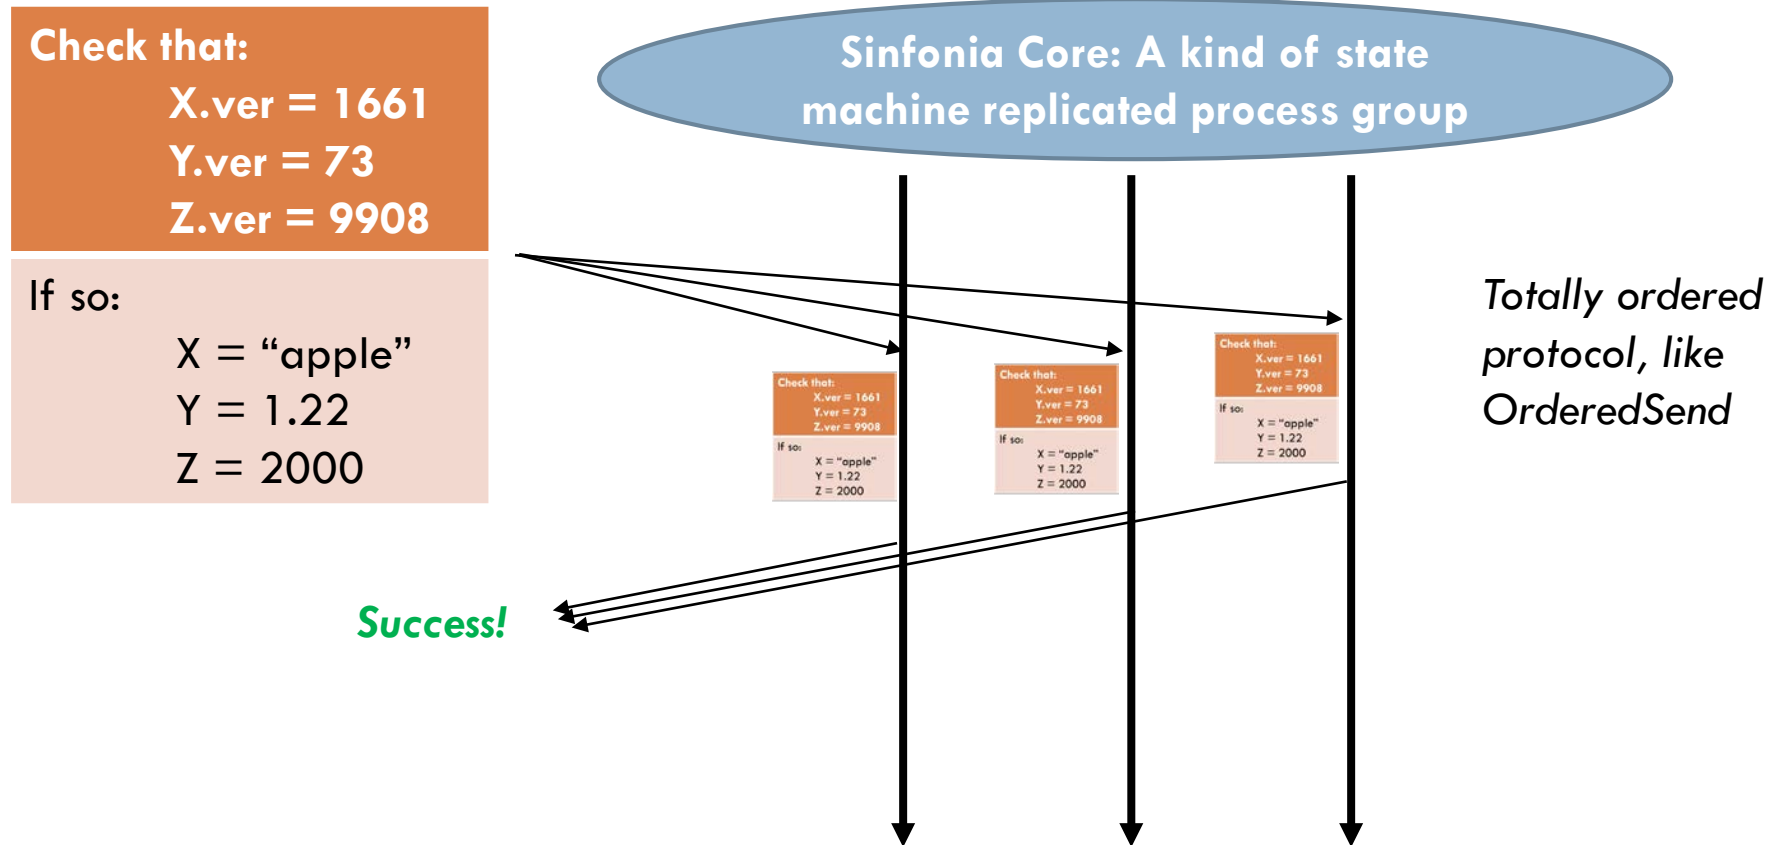 Check that:
X.ver = 1661
Y.ver = 73
Z.ver = 9908
If so:
X = “apple”
Y = 1.22
Z = 2000
Sinfonia Core: A kind of state
machine replicated process group
Check that:
X.ver = 1661
Y.ver = 73
Z.ver = 9908
If so:
X = “apple”
Y = 1.22
Z = 2000
Check that:
X.ver = 1661
Y.ver = 73
Z.ver = 9908
If so:
X = “apple”
Y = 1.22
Z = 2000
Check that:
X.ver = 1661
Y.ver = 73
Z.ver = 9908
If so:
X = “apple”
Y = 1.22
Z = 2000
Totally ordered
protocol, like
OrderedSend
Success!